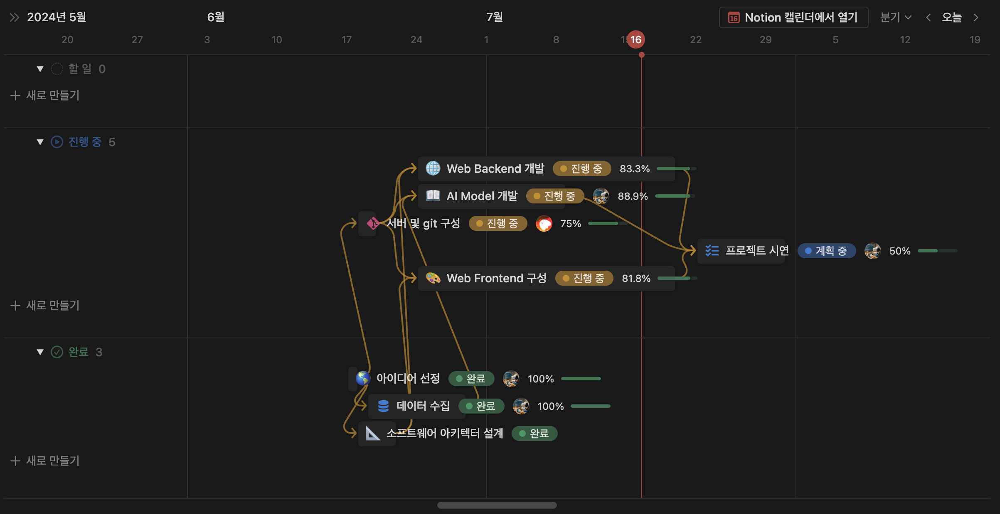 2024년 5월 6월 7월 16 Notion 캘린더에서 열기 분기 오늘
20 27 3 10 17 24 1 8 15 16 22 29 5 12 19
할 일 0
새로 만들기
진행 중 5
Web Backend 개발 진행 중 83.3%
AI Model 개발 진행 중 88.9%
서버 및 git 구성 진행 중 75%
프로젝트 시연 계획 중 50%
Web Frontend 구성 진행 중 81.8%
새로 만들기
완료 3
아이디어 선정 완료 100%
데이터 수집 완료 100%
소프트웨어 아키텍터 설계 완료
새로 만들기